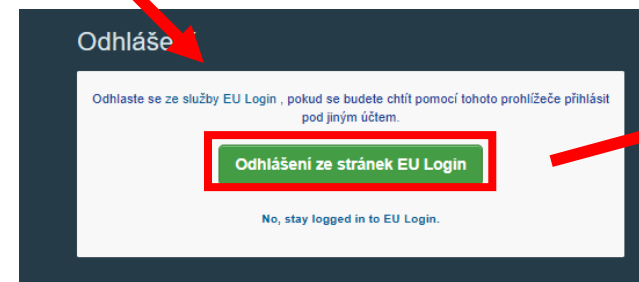 Odhlášení
Odhlaste se ze služby EU Login , pokud se budete chtít pomocí tohoto prohlížeče přihlásit
pod jiným účtem.
Odhlášení ze stránek EU Login
No, stay logged in to EU Login.